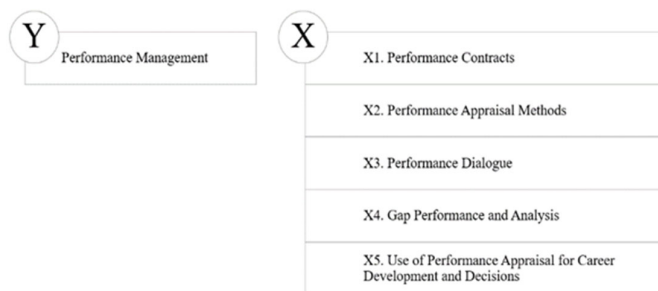 Y
Performance Management
X
X1. Performance Contracts
X2. Performance Appraisal Methods
X3. Performance Dialogue
X4. Gap Performance and Analysis
X5. Use of Performance Appraisal for Career
Development and Decisions